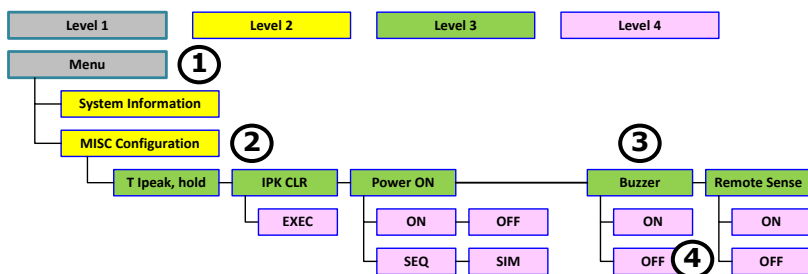 Level 1 Level 2 Level 3 Level 4
Menu 1
System Information
MISC Configuration 2 3
T Ipeak, hold IPK CLR Power ON Buzzer Remote Sense
EXEC ON OFF ON ON
SEQ SIM OFF 4 OFF